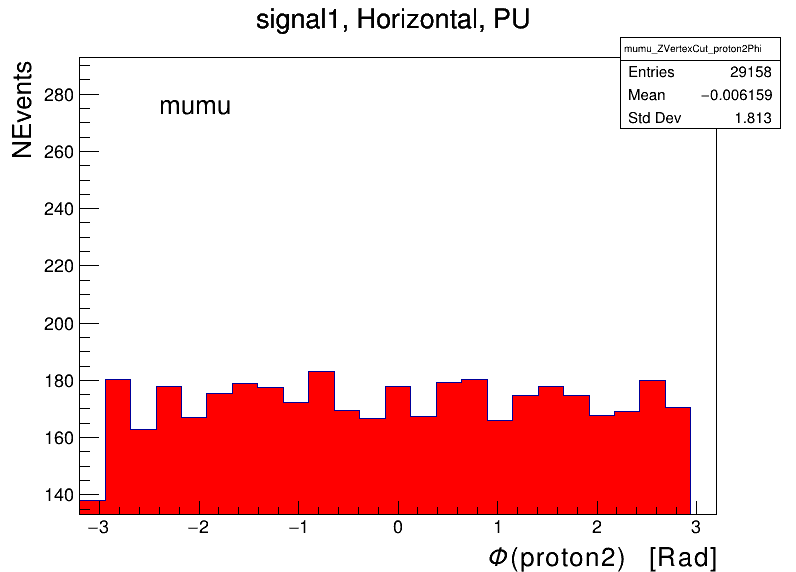 signal1, Horizontal, PU
mumu_ZVertexCut_proton2Phi
Entries 29158
Mean −0.006159
Std Dev 1.813
NEvents
mumu
280
260
240
220
200
180
160
140
−3 −2 −1 0 1 2 3
Φ(proton2) [Rad]